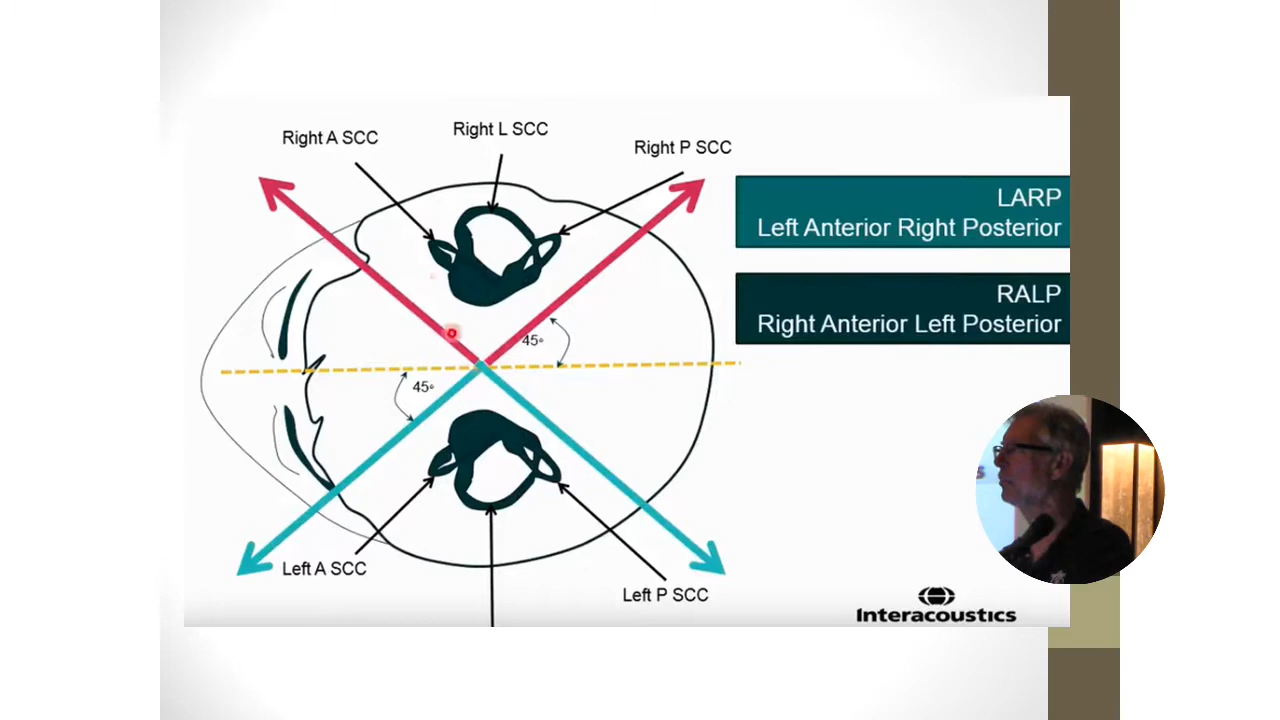 Right A SCC
Right L SCC
Right P SCC
LARP
Left Anterior Right Posterior
RALP
Right Anterior Left Posterior
45°
45°
Left A SCC
Left P SCC
Interacoustics